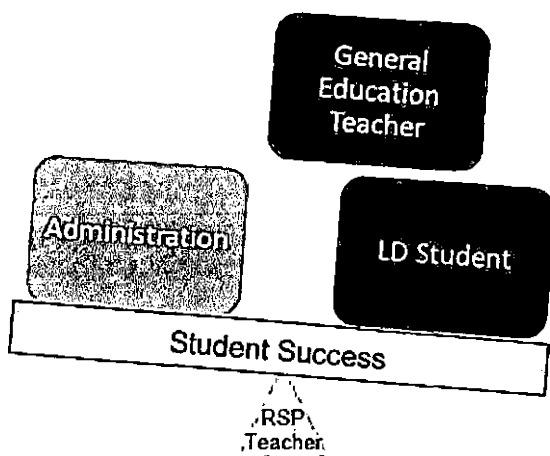 General
Education
Teacher
Administration
LD Student
Student Success
RSP
Teacher